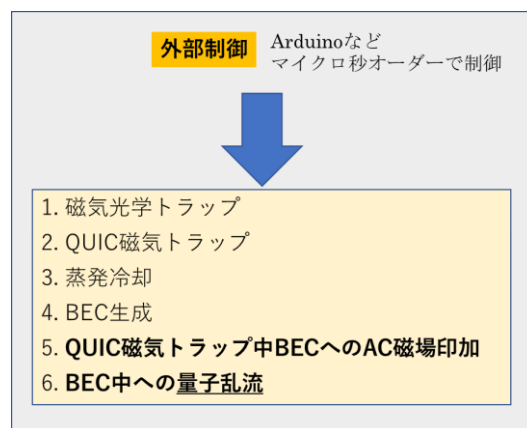 外部制御
Arduinoなど
マイクロ秒オーダーで制御
1. 磁気光学トラップ
2. QUIC磁気トラップ
3. 蒸発冷却
4. BEC生成
5. QUIC磁気トラップ中BECへのAC磁場印加
6. BEC中への量子乱流